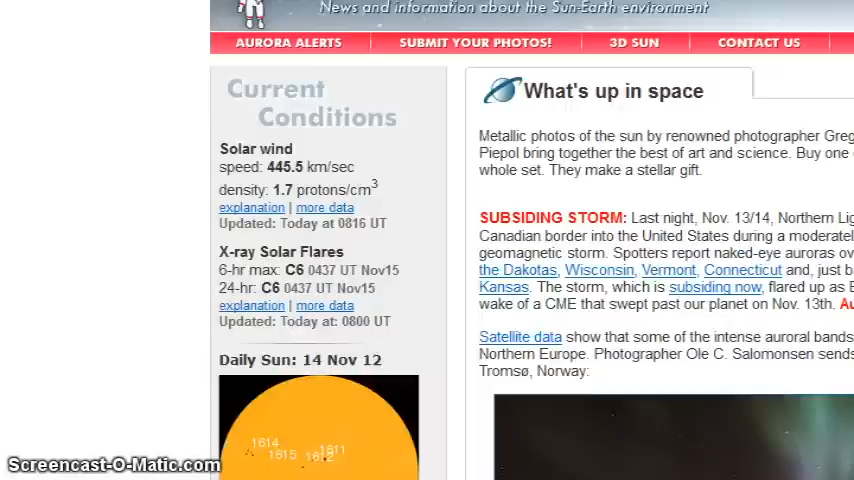 News and information about the Sun-Earth environment
AURORA ALERTS
SUBMIT YOUR PHOTOS!
3D SUN
CONTACT US
Current
Conditions
Solar wind
speed: 445.5 km/sec
density: 1.7 protons/cm3
explanation | more data
Updated: Today at 0816 UT
X-ray Solar Flares
6-hr max: C6 0437 UT Nov15
24-hr: C6 0437 UT Nov15
explanation | more data
Updated: Today at: 0800 UT
Daily Sun: 14 Nov 12
1614
1615
1611
1612
What's up in space
Metallic photos of the sun by renowned photographer Greg
Piepol bring together the best of art and science. Buy one
whole set. They make a stellar gift.
SUBSIDING STORM: Last night, Nov. 13/14, Northern
Canadian border into the United States during a
geomagnetic storm. Spotters report naked-eye auroras
the Dakotas, Wisconsin, Vermont, Connecticut and, just
Kansas. The storm, which is subsiding now, flared up as
wake of a CME that swept past our planet on Nov. 13th.
Satellite data show that some of the intense auroral bands
Northern Europe. Photographer Ole C. Salomonsen sends
Tromsø, Norway:
Screencast-O-Matic.com